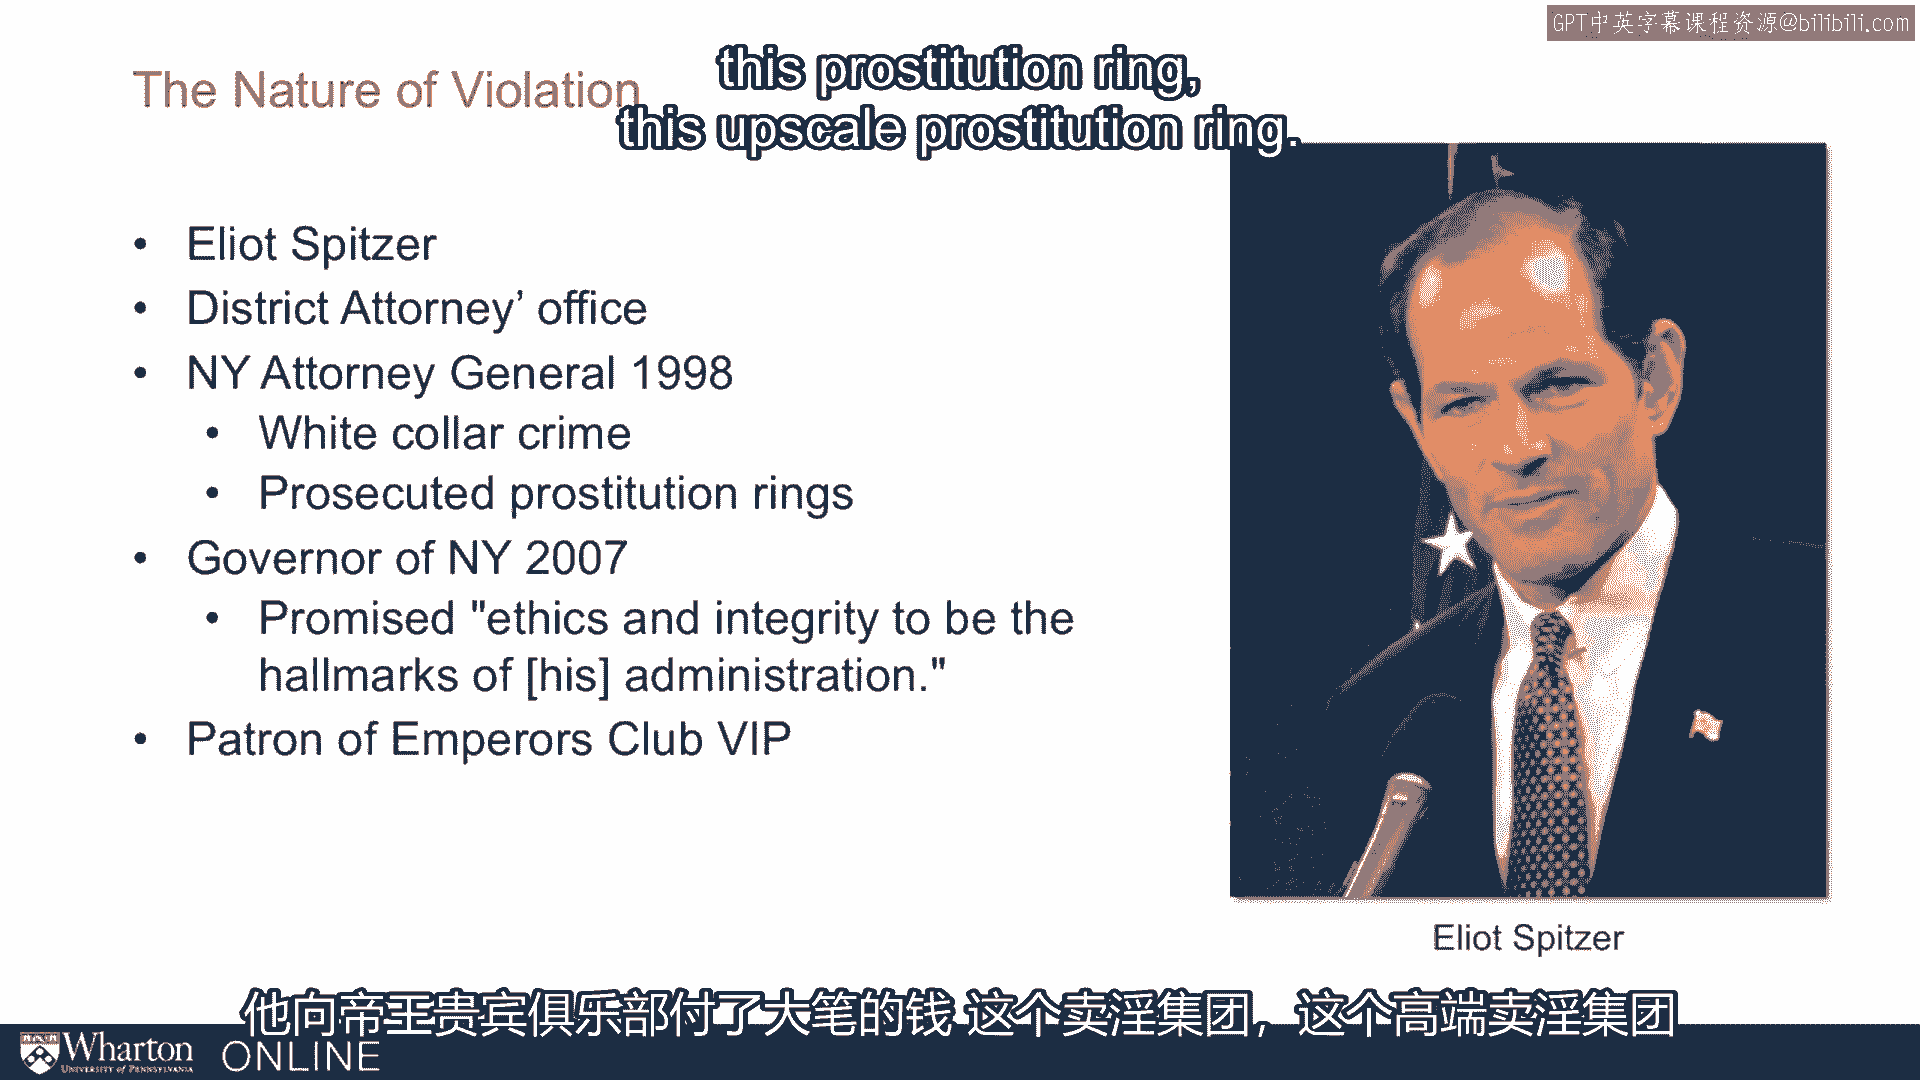 GPT中英字幕课程资源@bilibili.com
this prostitution ring,
The Nature of Violation
this upscale prostitution ring.
• Eliot Spitzer
• District Attorney’ office
• NY Attorney General 1998
• White collar crime
• Prosecuted prostitution rings
• Governor of NY 2007
• Promised "ethics and integrity to be the
hallmarks of [his] administration."
• Patron of Emperors Club VIP
Eliot Spitzer
他向帝王贵宾俱乐部付了大笔的钱 这个卖淫集团，这个高端卖淫集团
Wharton ONLINE
UNIVERSITY of PENNSYLVANIA